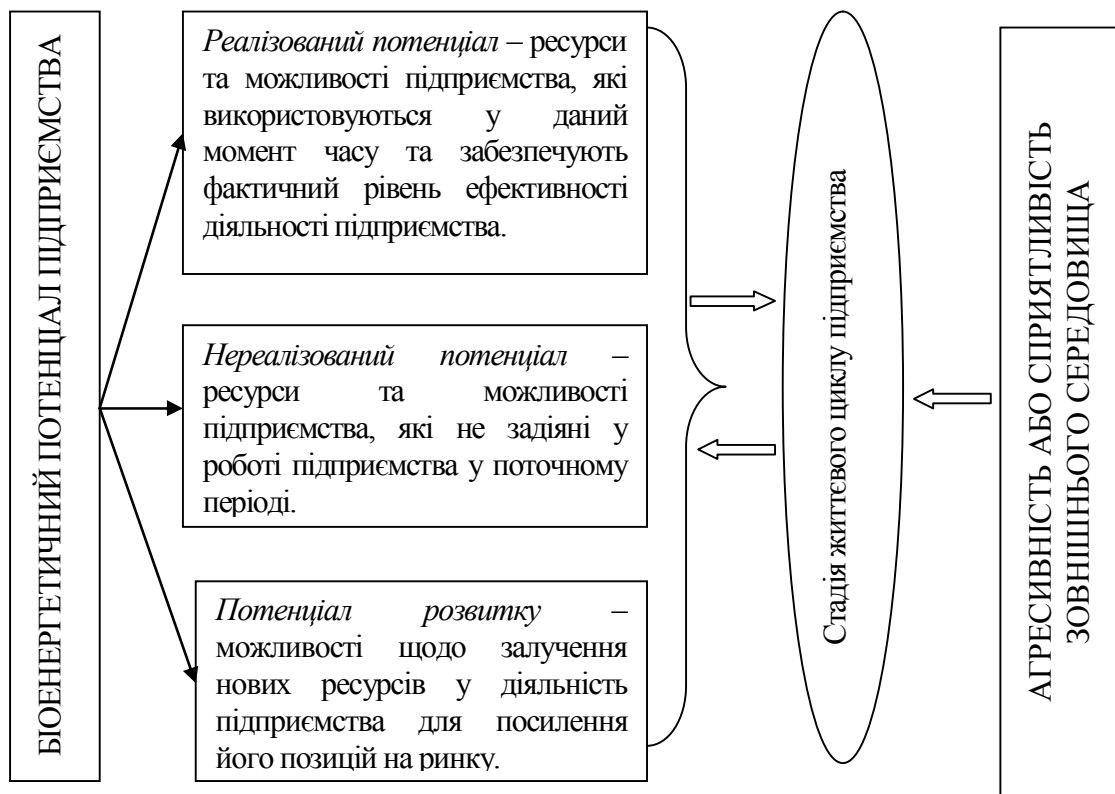 БІОЕНЕРГЕТИЧНИЙ ПОТЕНЦІАЛ ПІДПРИЄМСТВА
Реалізований потенціал – ресурси
та можливості підприємства, які
використовуються у даний
момент часу та забезпечують
фактичний рівень ефективності
діяльності підприємства.
Нереалізований потенціал –
ресурси та можливості
підприємства, які не задіяні у
роботі підприємства у поточному
періоді.
Потенціал розвитку –
можливості щодо залучення
нових ресурсів у діяльність
підприємства для посилення
його позицій на ринку.
Стадія життєвого циклу підприємства
АГРЕСИВНІСТЬ АБО СПРИЯТЛИВІСТЬ
ЗОВНІШНЬОГО СЕРЕДОВИЩА